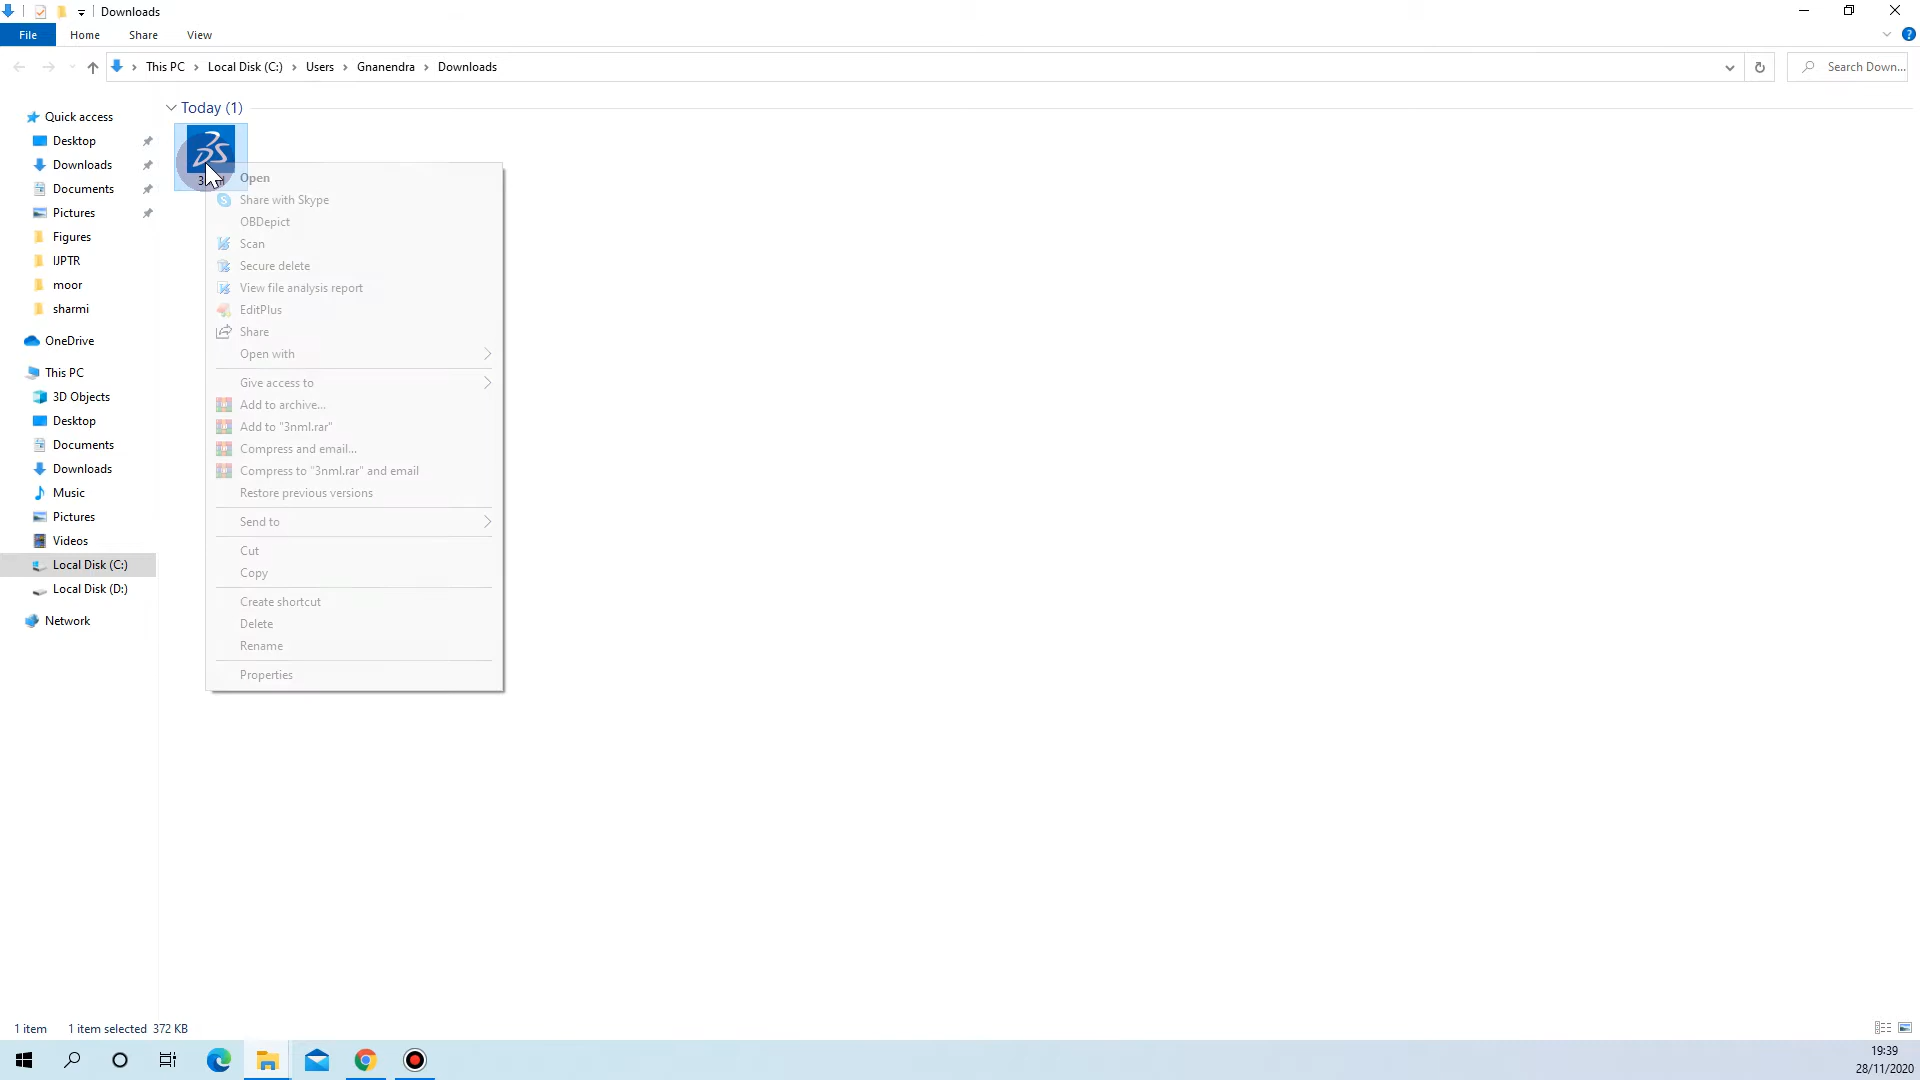 Downloads
File Home Share View
This PC Local Disk (C:) Users Gnanendra Downloads
Search Down...
Quick access
Desktop
Downloads
Documents
Pictures
Figures
IJPTR
moor
sharmi
OneDrive
This PC
3D Objects
Desktop
Documents
Downloads
Music
Pictures
Videos
Local Disk (C:)
Local Disk (D:)
Network
Today (1)
Open
Share with Skype
OBDepict
Scan
Secure delete
View file analysis report
EditPlus
Share
Open with
Give access to
Add to archive...
Add to "3nml.rar"
Compress and email...
Compress to "3nml.rar" and email
Restore previous versions
Send to
Cut
Copy
Create shortcut
Delete
Rename
Properties
1 item 1 item selected 372 KB
19:39
28/11/2020